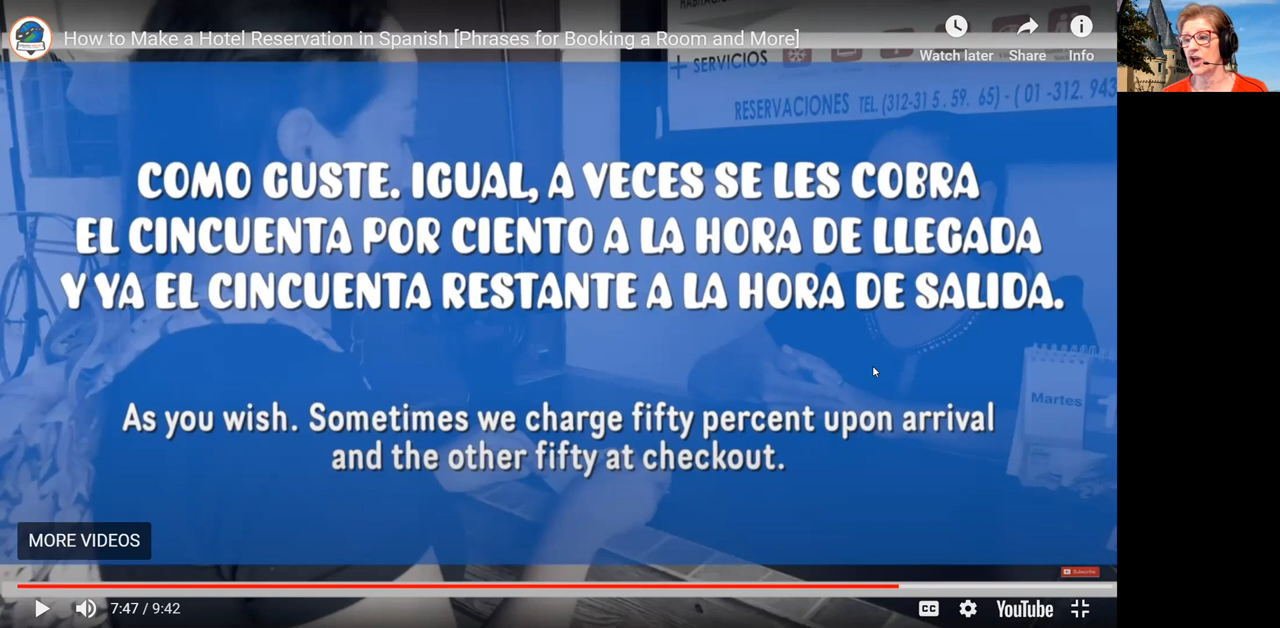 How to Make a Hotel Reservation in Spanish [Phrases for Booking a Room and More]
Watch later
Share
Info
+ SERVICIOS
RESERVACIONES TEL. (312-31 5 . 59. 65) - ( 01 -312. 943
COMO GUSTE. IGUAL, A VECES SE LES COBRA
EL CINCUENTA POR CIENTO A LA HORA DE LLEGADA
Y YA EL CINCUENTA RESTANTE A LA HORA DE SALIDA.
Martes
As you wish. Sometimes we charge fifty percent upon arrival
and the other fifty at checkout.
MORE VIDEOS
Subscribe
7:47 / 9:42
CC
YouTube